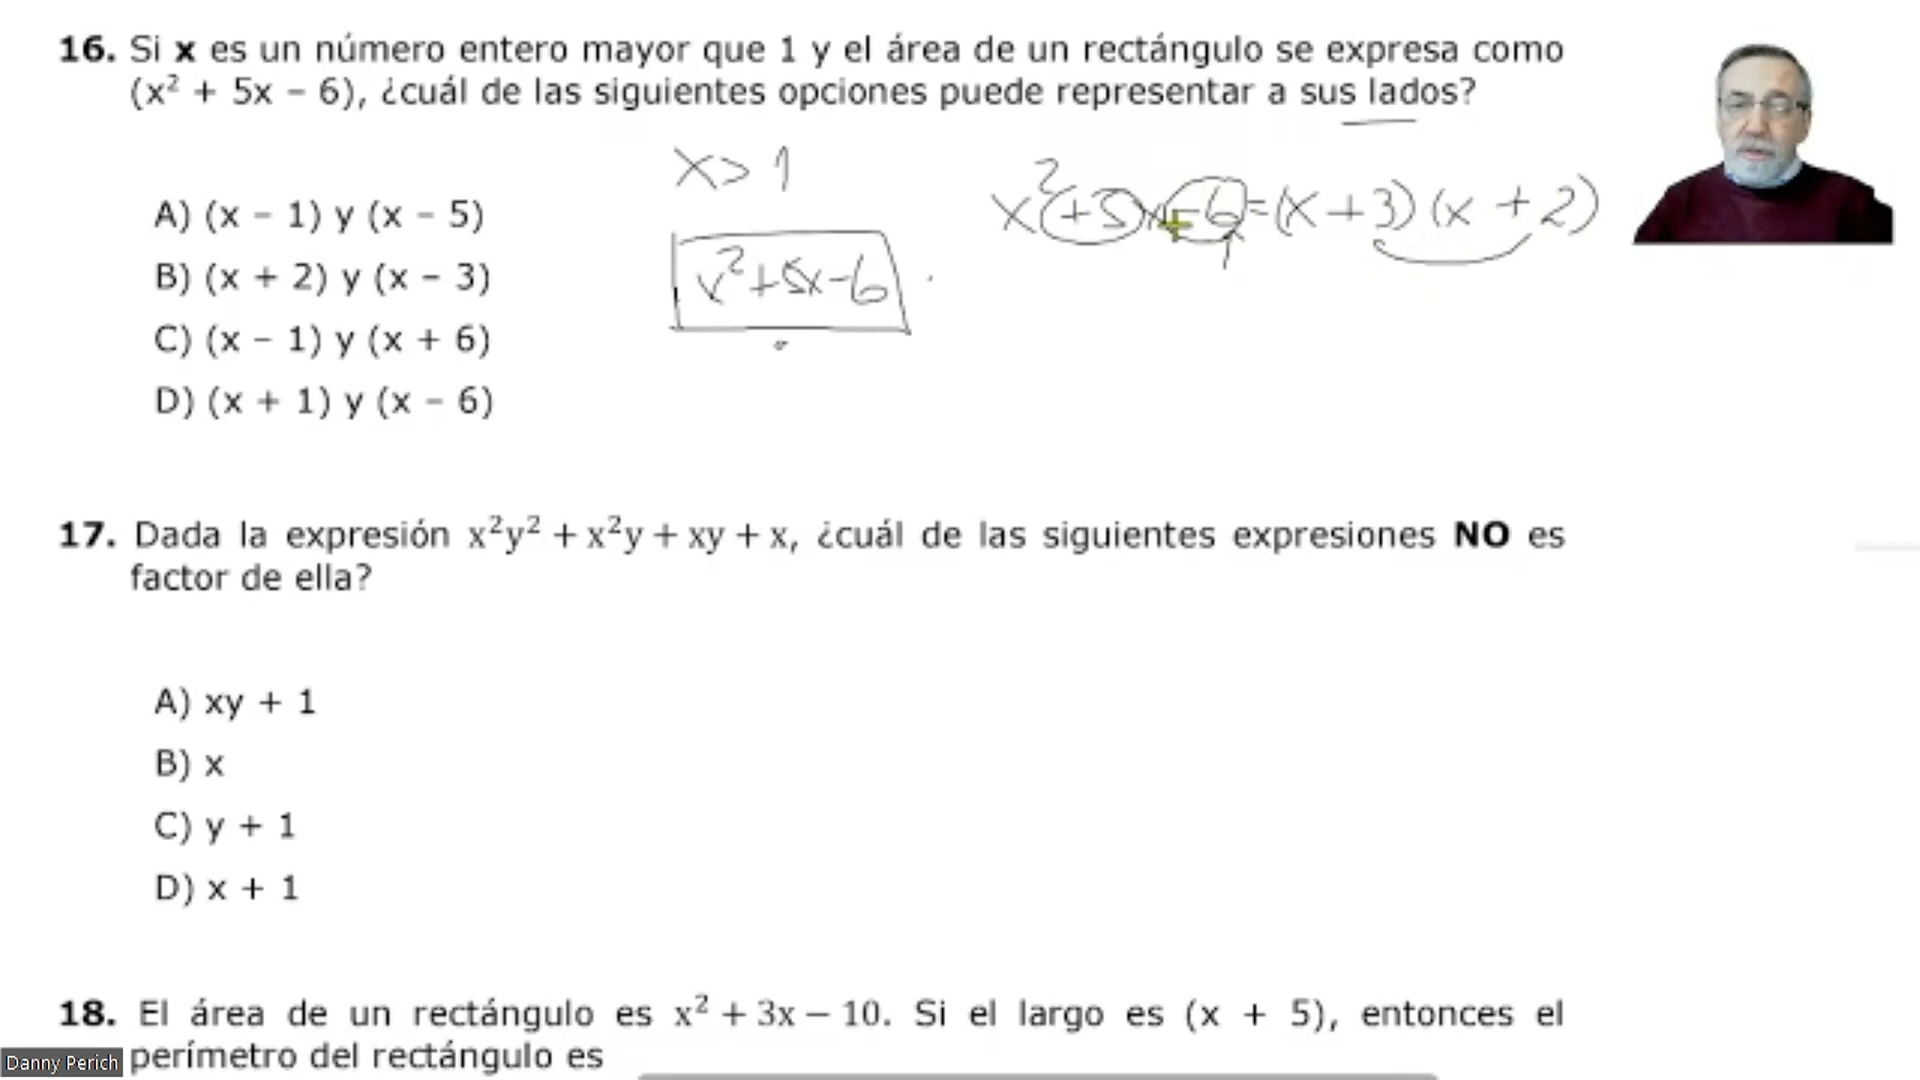 16. Si x es un número entero mayor que 1 y el área de un rectángulo se expresa como
(x² + 5x – 6), ¿cuál de las siguientes opciones puede representar a sus lados?
x > 1
x² + 5x - 6 = (x + 3)(x + 2)
x² + 5x - 6
A) (x – 1) y (x – 5)
B) (x + 2) y (x – 3)
C) (x – 1) y (x + 6)
D) (x + 1) y (x – 6)
17. Dada la expresión x²y² + x²y + xy + x, ¿cuál de las siguientes expresiones NO es
factor de ella?
A) xy + 1
B) x
C) y + 1
D) x + 1
18. El área de un rectángulo es x² + 3x – 10. Si el largo es (x + 5), entonces el
perímetro del rectángulo es
Danny Perich